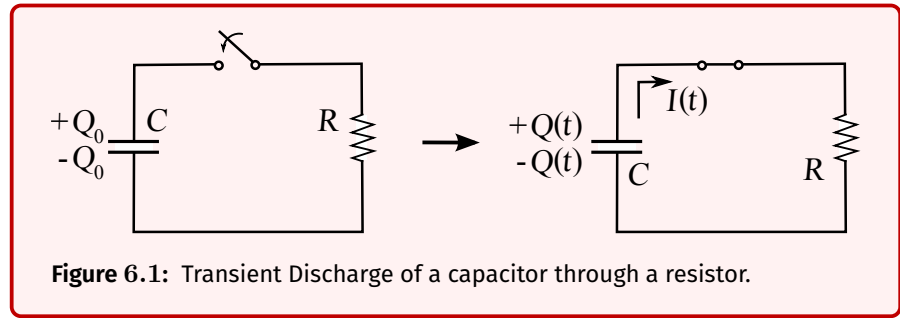 +Q₀ C
-Q₀
R
I(t)
+Q(t)
-Q(t)
C
R
Figure 6.1: Transient Discharge of a capacitor through a resistor.